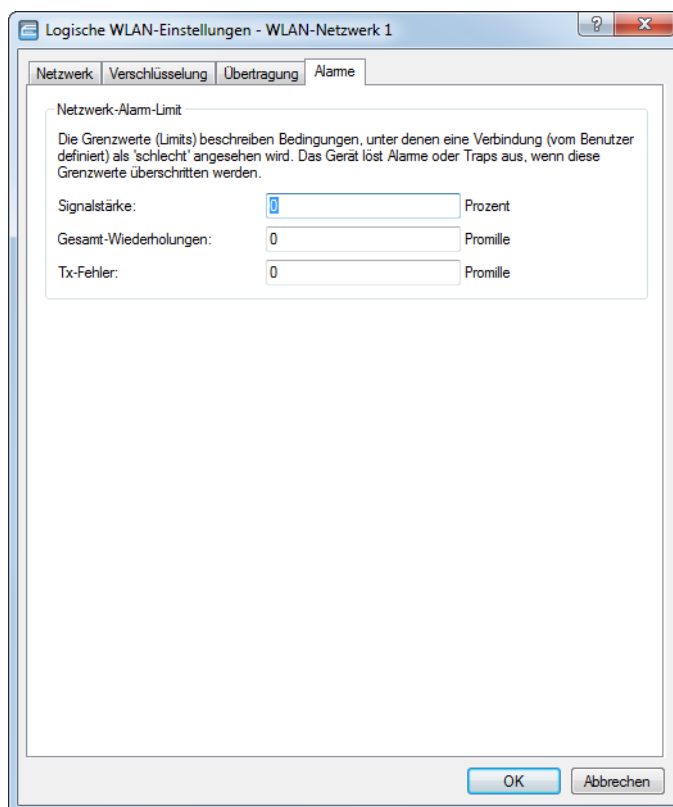 Logische WLAN-Einstellungen - WLAN-Netzwerk 1
?
Netzwerk Verschlüsselung Übertragung Alarme
Netzwerk-Alarm-Limit
Die Grenzwerte (Limits) beschreiben Bedingungen, unter denen eine Verbindung (vom Benutzer
definiert) als 'schlecht' angesehen wird. Das Gerät löst Alarme oder Traps aus, wenn diese
Grenzwerte überschritten werden.
Signalstärke: 0 Prozent
Gesamt-Wiederholungen: 0 Promille
Tx-Fehler: 0 Promille
OK Abbrechen